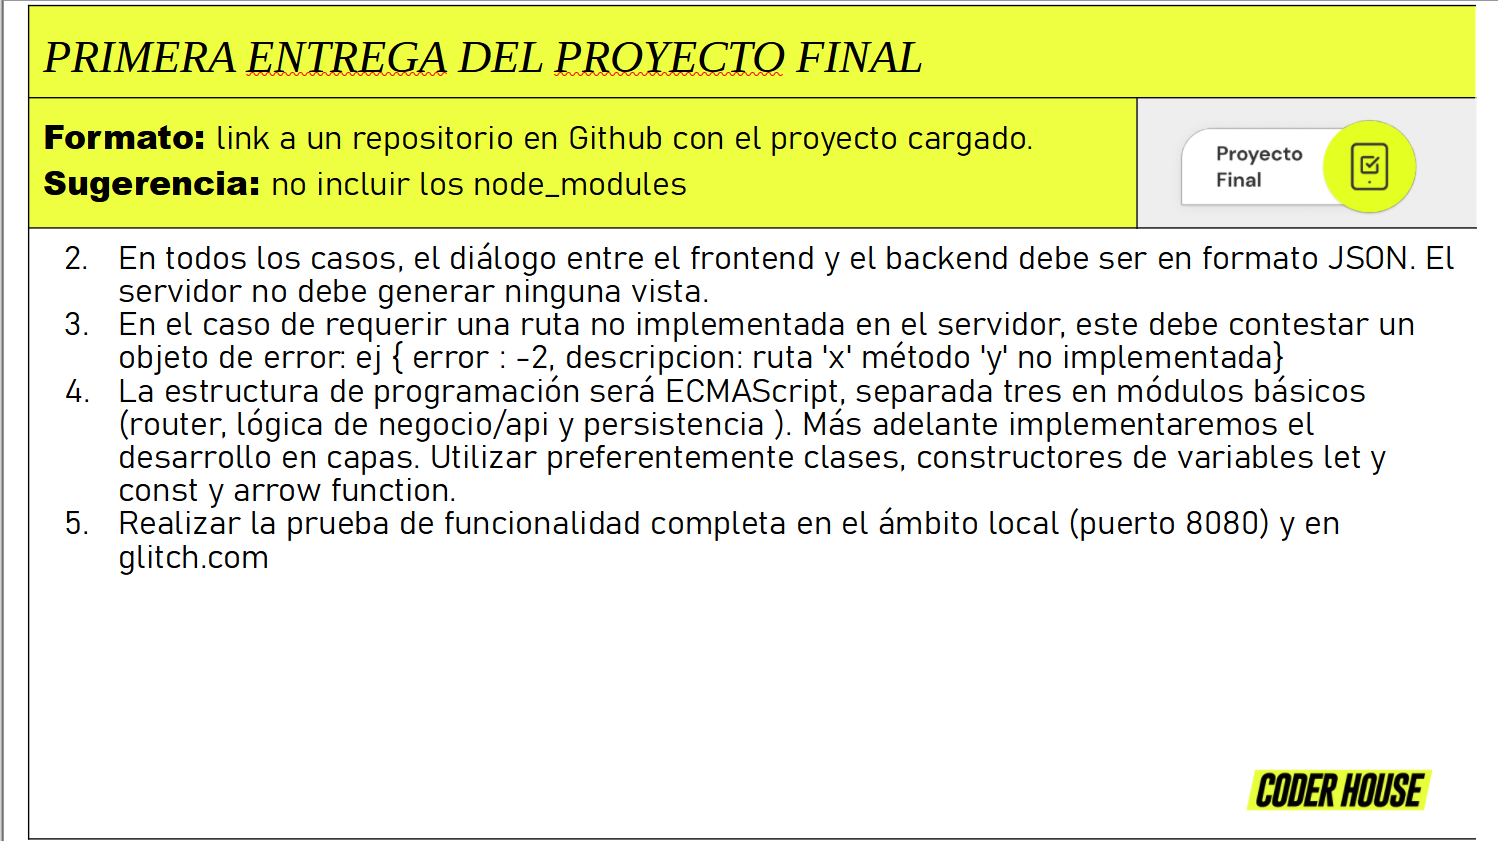 PRIMERA ENTREGA DEL PROYECTO FINAL
Formato: link a un repositorio en Github con el proyecto cargado.
Sugerencia: no incluir los node_modules
Proyecto
Final
2. En todos los casos, el diálogo entre el frontend y el backend debe ser en formato JSON. El
servidor no debe generar ninguna vista.
3. En el caso de requerir una ruta no implementada en el servidor, este debe contestar un
objeto de error: ej { error : -2, descripcion: ruta 'x' método 'y' no implementada}
4. La estructura de programación será ECMAScript, separada tres en módulos básicos
(router, lógica de negocio/api y persistencia ). Más adelante implementaremos el
desarrollo en capas. Utilizar preferentemente clases, constructores de variables let y
const y arrow function.
5. Realizar la prueba de funcionalidad completa en el ámbito local (puerto 8080) y en
glitch.com
CODER HOUSE